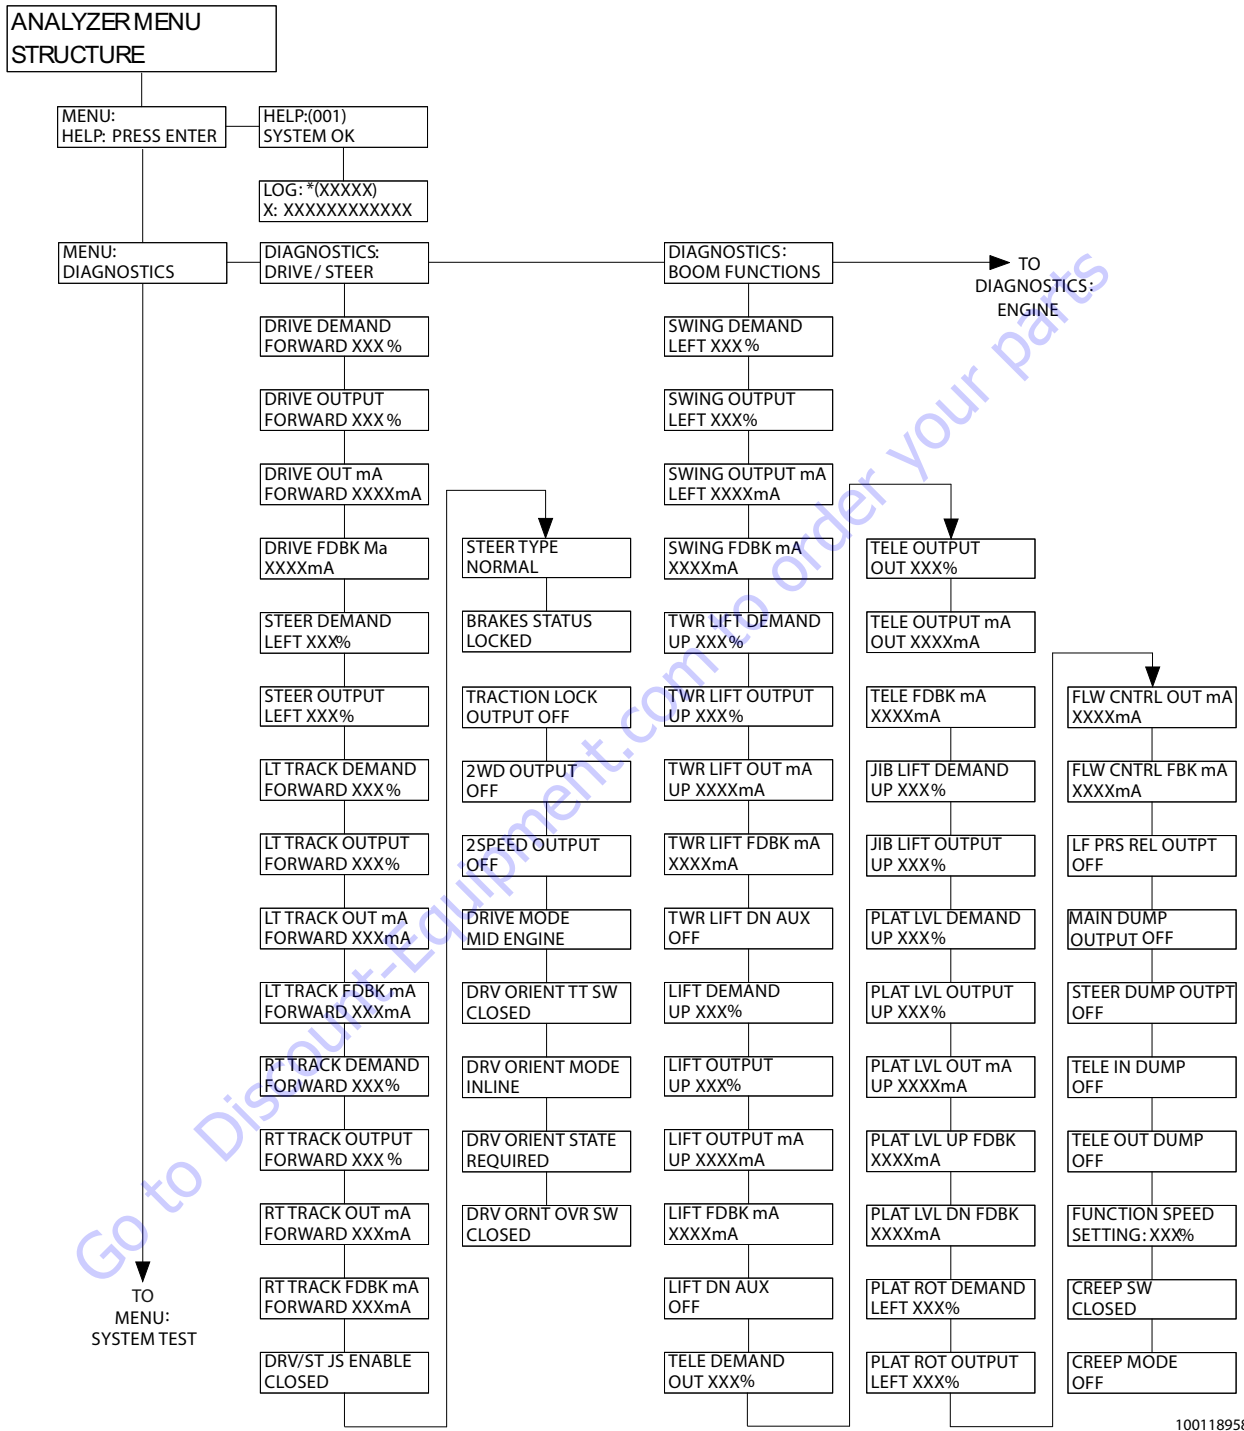 ANALYZER MENU
STRUCTURE
MENU:
HELP: PRESS ENTER
HELP:(001)
SYSTEM OK
LOG: *(XXXXX)
X: XXXXXXXXXXXX
MENU:
DIAGNOSTICS
DIAGNOSTICS:
DRIVE/ STEER
DIAGNOSTICS:
BOOM FUNCTIONS
TO
DIAGNOSTICS:
ENGINE
DRIVE DEMAND
FORWARD XXX %
DRIVE OUTPUT
FORWARD XXX %
DRIVE OUT mA
FORWARD XXXXmA
DRIVE FDBK Ma
XXXXmA
STEER DEMAND
LEFT XXX%
STEER OUTPUT
LEFT XXX%
LT TRACK DEMAND
FORWARD XXX%
LT TRACK OUTPUT
FORWARD XXX%
LT TRACK OUT mA
FORWARD XXXmA
LT TRACK FDBK mA
FORWARD XXXmA
RT TRACK DEMAND
FORWARD XXX%
RT TRACK OUTPUT
FORWARD XXX %
RT TRACK OUT mA
FORWARD XXXmA
RT TRACK FDBK mA
FORWARD XXXmA
DRV/ST JS ENABLE
CLOSED
STEER TYPE
NORMAL
BRAKES STATUS
LOCKED
TRACTION LOCK
OUTPUT OFF
2WD OUTPUT
OFF
2SPEED OUTPUT
OFF
DRIVE MODE
MID ENGINE
DRV ORIENT TT SW
CLOSED
DRV ORIENT MODE
INLINE
DRV ORIENT STATE
REQUIRED
DRV ORNT OVR SW
CLOSED
SWING DEMAND
LEFT XXX %
SWING OUTPUT
LEFT XXX%
SWING OUTPUT mA
LEFT XXXXmA
SWING FDBK mA
XXXXmA
TWR LIFT DEMAND
UP XXX%
TWR LIFT OUTPUT
UP XXX%
TWR LIFT OUT mA
UP XXXXmA
TWR LIFT FDBK mA
XXXXmA
TWR LIFT DN AUX
OFF
LIFT DEMAND
UP XXX%
LIFT OUTPUT
UP XXX%
LIFT OUTPUT mA
UP XXXXmA
LIFT FDBK mA
XXXXmA
LIFT DN AUX
OFF
TELE DEMAND
OUT XXX%
TELE OUTPUT
OUT XXX%
TELE OUTPUT mA
OUT XXXXmA
TELE FDBK mA
XXXXmA
JIB LIFT DEMAND
UP XXX%
JIB LIFT OUTPUT
UP XXX%
PLAT LVL DEMAND
UP XXX%
PLAT LVL OUTPUT
UP XXX%
PLAT LVL OUT mA
UP XXXXmA
PLAT LVL UP FDBK
XXXXmA
PLAT LVL DN FDBK
XXXXmA
PLAT ROT DEMAND
LEFT XXX%
PLAT ROT OUTPUT
LEFT XXX%
FLW CNTRL OUT mA
XXXXmA
FLW CNTRL FBK mA
XXXXmA
LF PRS REL OUTPT
OFF
MAIN DUMP
OUTPUT OFF
STEER DUMP OUTPT
OFF
TELE IN DUMP
OFF
TELE OUT DUMP
OFF
FUNCTION SPEED
SETTING: XXX%
CREEP SW
CLOSED
CREEP MODE
OFF
TO
MENU:
SYSTEM TEST
Go to Discount-Equipment.com to order your parts
100118958